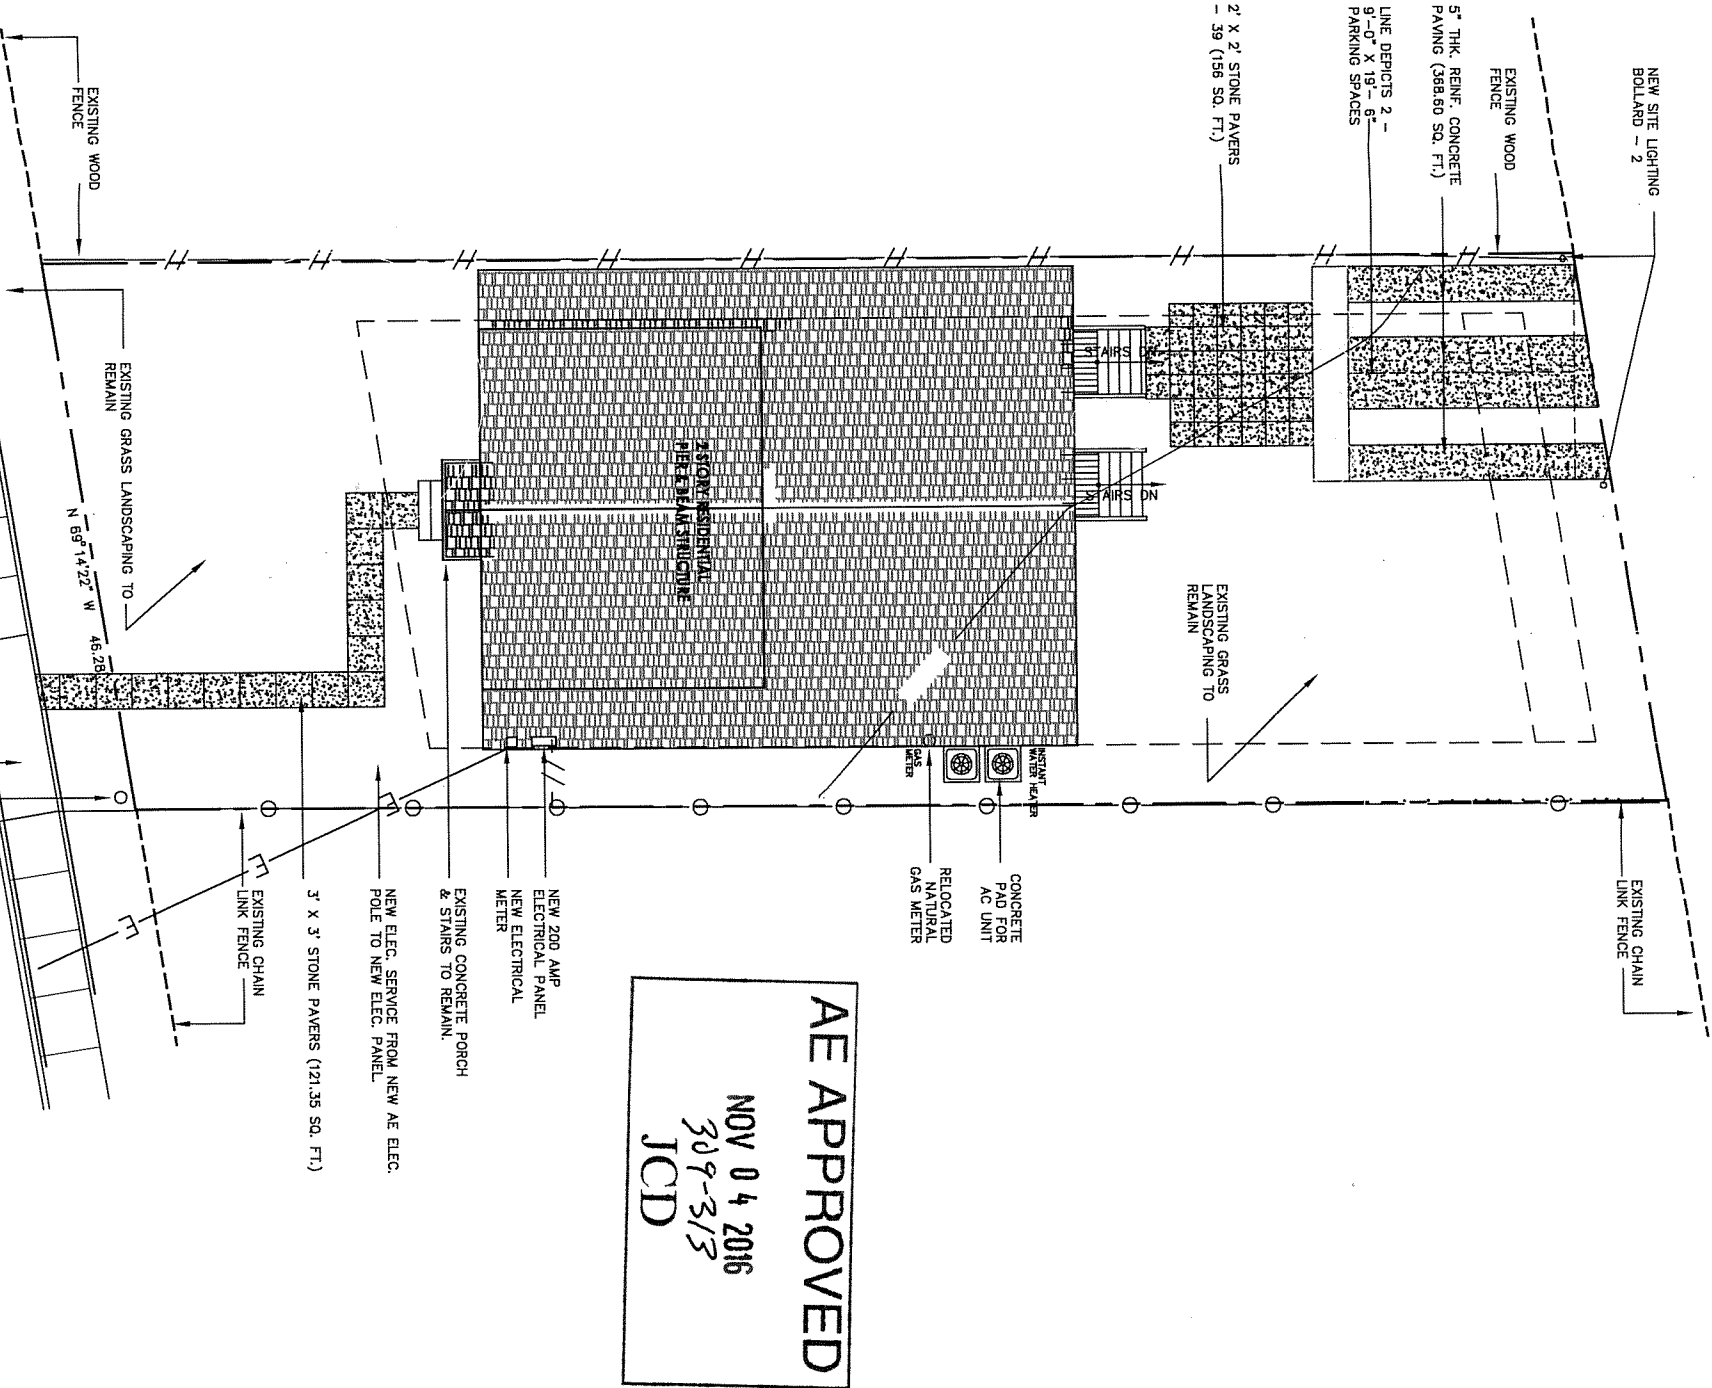 NEW SITE LIGHTING
BOLLARD - 2
EXISTING WOOD
FENCE
5" THK. REINF. CONCRETE
PAVING (368.60 SQ. FT.)
LINE DEPICTS 2 -
9'-0" X 19'- 6"
PARKING SPACES
2' X 2' STONE PAVERS
- 39 (156 SQ. FT.)
EXISTING WOOD
FENCE
STAIRS DN
STAIRS DN
2 STORY RESIDENTIAL
PIER & BEAM STRUCTURE
EXISTING GRASS LANDSCAPING TO
REMAIN
N 69°14'22" W 46.28
EXISTING GRASS
LANDSCAPING TO
REMAIN
INSTANT
WATER HEATER
GAS
METER
EXISTING CHAIN
LINK FENCE
CONCRETE
PAD FOR
AC UNIT
RELOCATED
NATURAL
GAS METER
NEW 200 AMP
ELECTRICAL PANEL
NEW ELECTRICAL
METER
EXISTING CONCRETE PORCH
& STAIRS TO REMAIN.
NEW ELEC. SERVICE FROM NEW AE ELEC.
POLE TO NEW ELEC. PANEL.
3' X 3' STONE PAVERS (121.35 SQ. FT.)
EXISTING CHAIN
LINK FENCE
AE APPROVED
NOV 04 2016
309-313
JCD